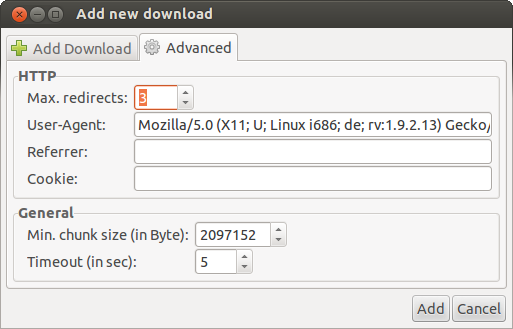 Add new download
Add Download
Advanced
HTTP
Max. redirects: 3
User-Agent: Mozilla/5.0 (X11; U; Linux i686; de; rv:1.9.2.13) Gecko/
Referrer:
Cookie:
General
Min. chunk size (in Byte): 2097152
Timeout (in sec): 5
Add Cancel